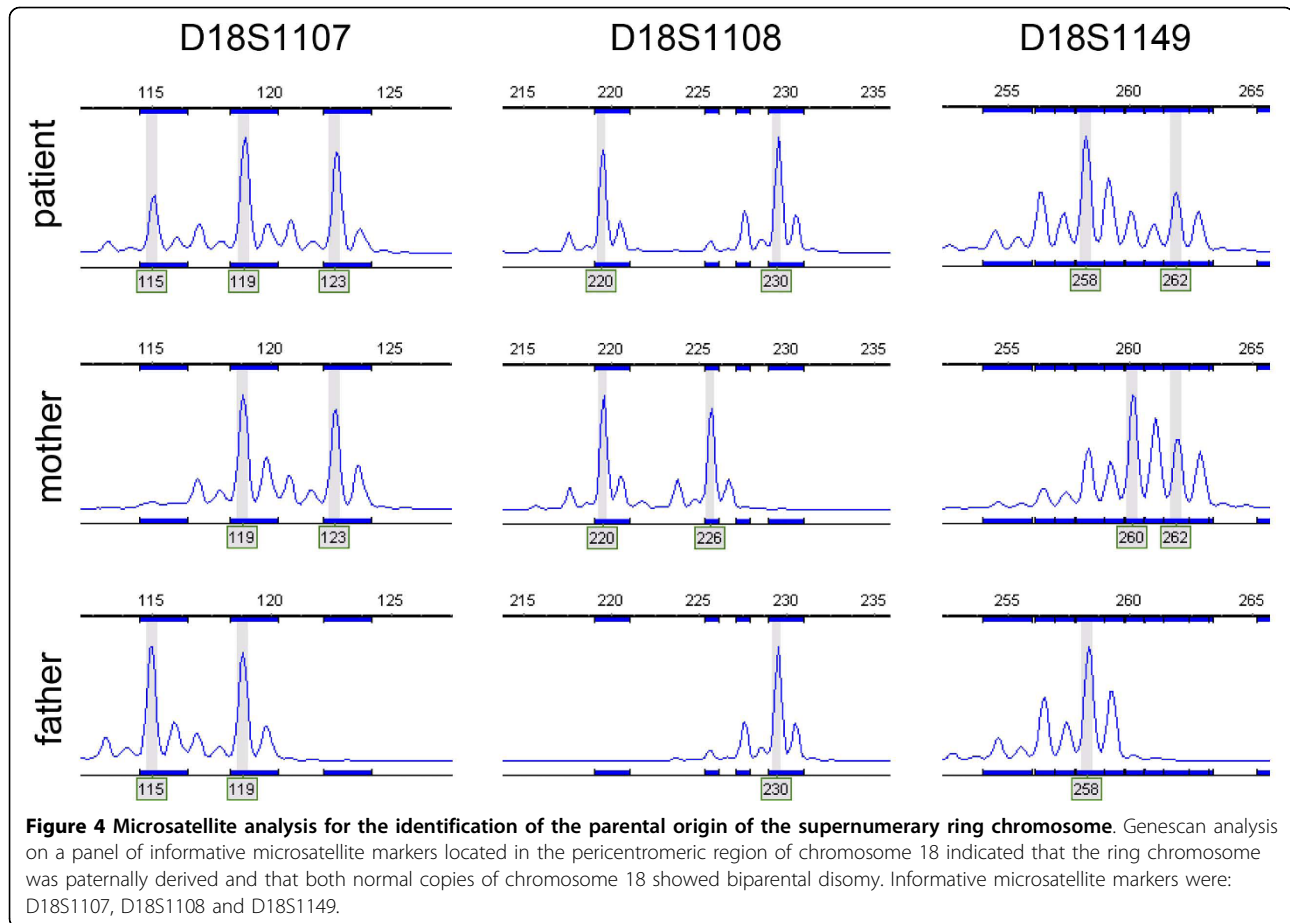 D18S1107 D18S1108 D18S1149
115 120 125 215 220 225 230 235 255 260 265
patient
115 119 123 220 230 258 262
115 120 125 215 220 225 230 235 255 260 265
mother
119 123 220 226 260 262
115 120 125 215 220 225 230 235 255 260 265
father
115 119 230 258
Figure 4 Microsatellite analysis for the identification of the parental origin of the supernumerary ring chromosome. Genescan analysis
on a panel of informative microsatellite markers located in the pericentromeric region of chromosome 18 indicated that the ring chromosome
was paternally derived and that both normal copies of chromosome 18 showed biparental disomy. Informative microsatellite markers were:
D18S1107, D18S1108 and D18S1149.